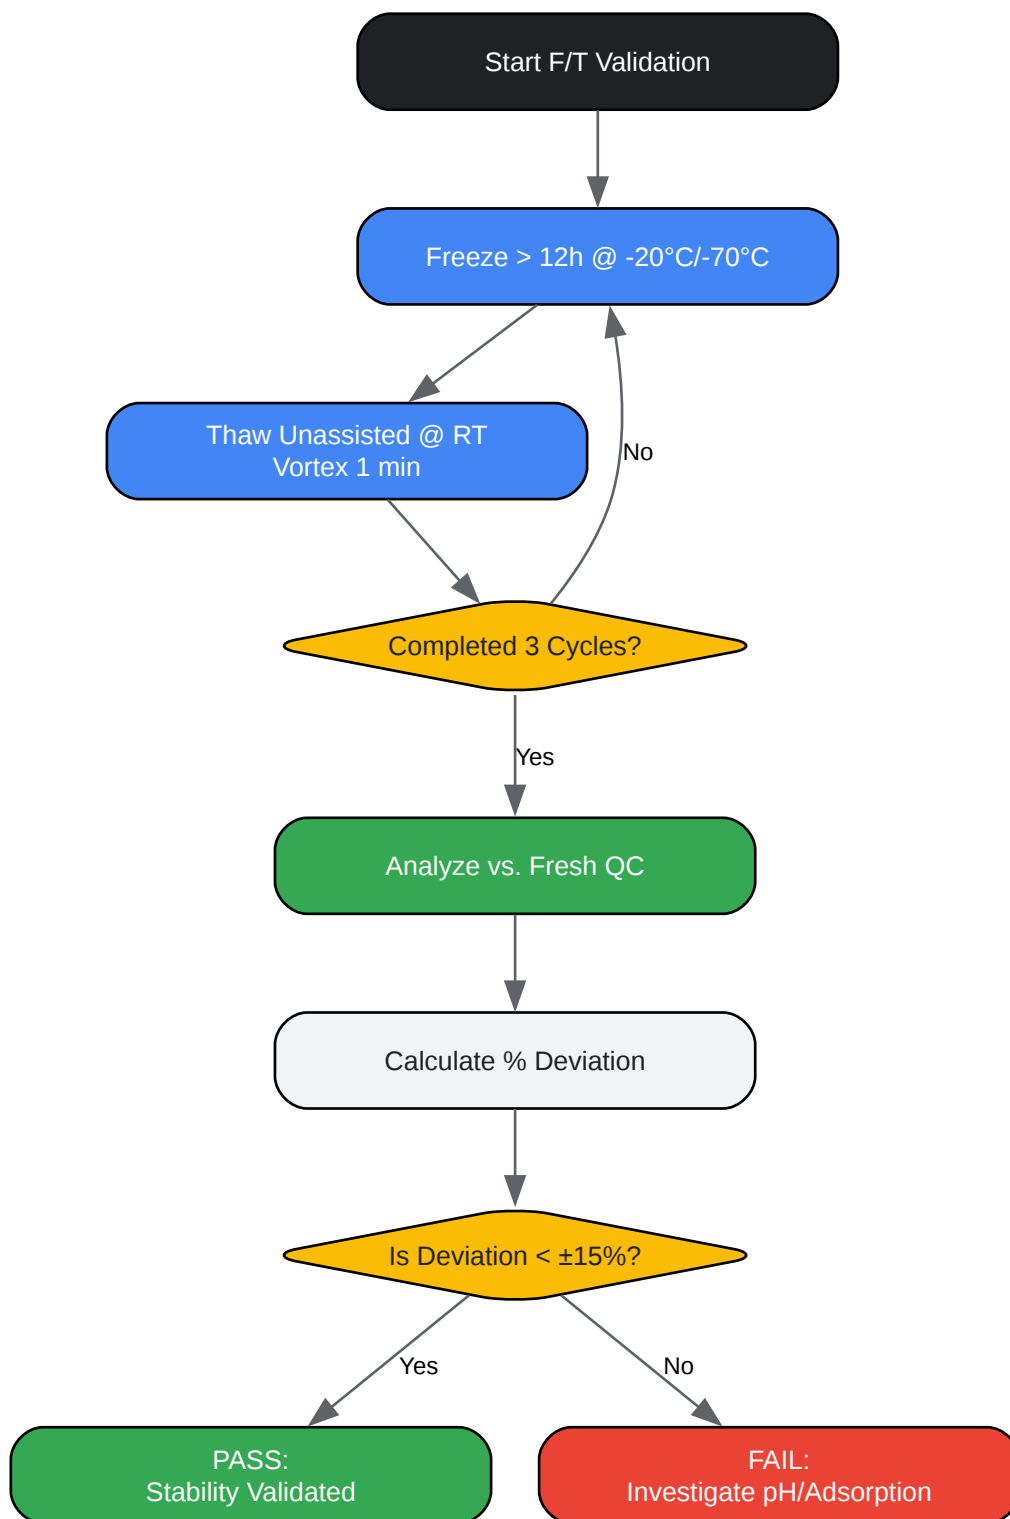 Start F/T Validation
Freeze > 12h @ -20°C/-70°C
Thaw Unassisted @ RT
Vortex 1 min
No
Completed 3 Cycles?
Yes
Analyze vs. Fresh QC
Calculate % Deviation
Is Deviation < ±15%?
Yes
No
PASS:
Stability Validated
FAIL:
Investigate pH/Adsorption